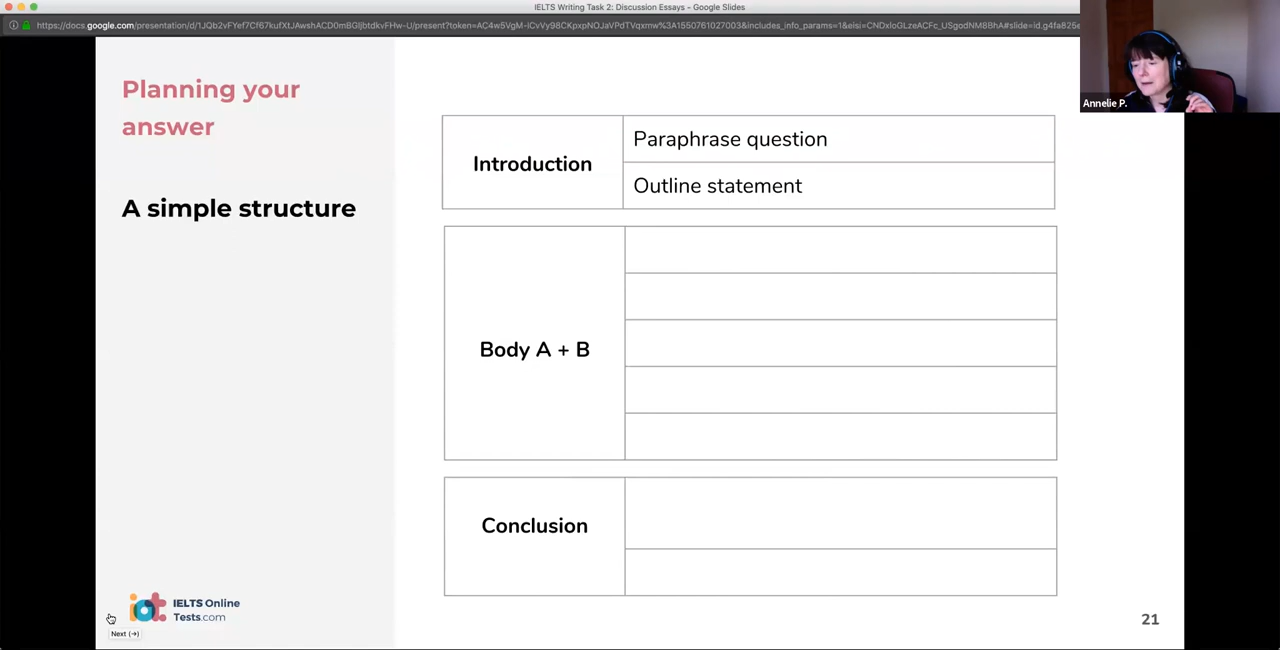 IELTS Writing Task 2: Discussion Essays - Google Slides
Annelie P.
Planning your
answer
A simple structure
Introduction
Paraphrase question
Outline statement
Body A + B
Conclusion
iot IELTS Online
Tests.com
Next (→)
21